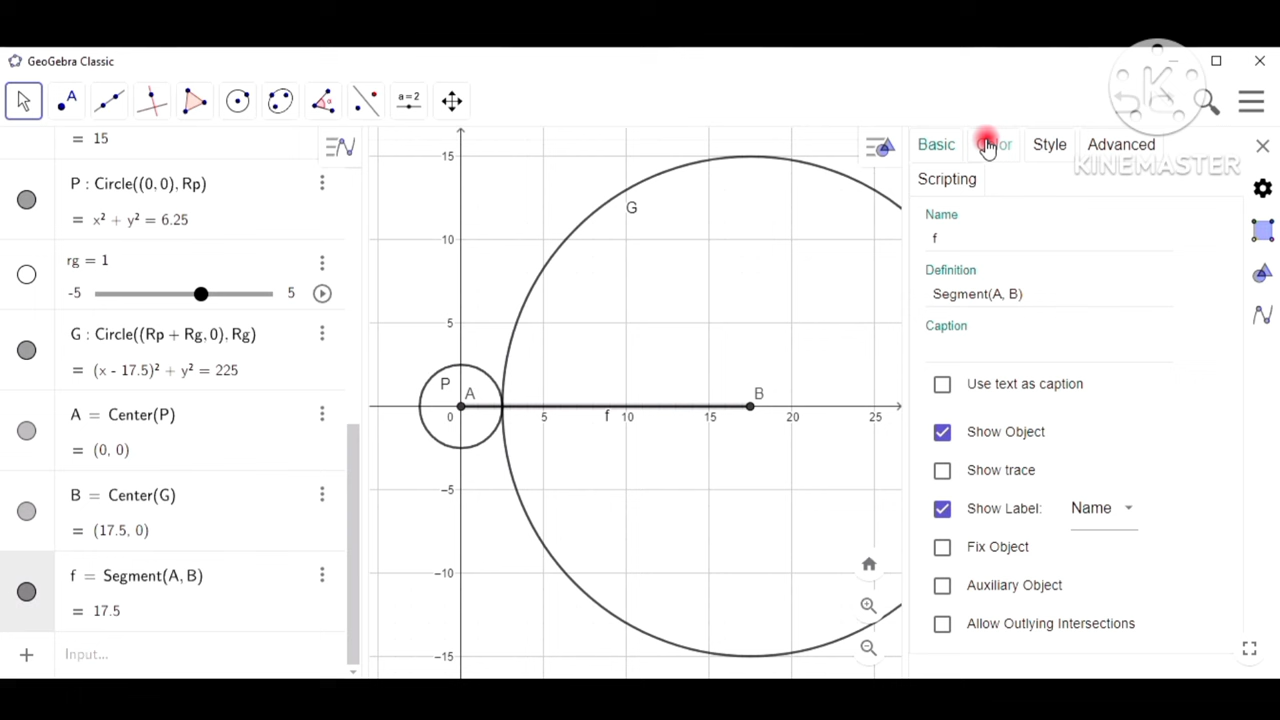 GeoGebra Classic
A
a=2
= 15
P : Circle((0, 0), Rp)
= x² + y² = 6.25
rg = 1
-5
5
G : Circle((Rp + Rg, 0), Rg)
= (x - 17.5)² + y² = 225
A = Center(P)
= (0, 0)
B = Center(G)
= (17.5, 0)
f = Segment(A, B)
= 17.5
Input...
15
10
5
0
5
10
15
20
25
−5
−10
−15
G
P
A
B
f
Basic
Color
Style
Advanced
KINEMASTER
Scripting
Name
f
Definition
Segment(A, B)
Caption
Use text as caption
Show Object
Show trace
Show Label:
Name
Fix Object
Auxiliary Object
Allow Outlying Intersections